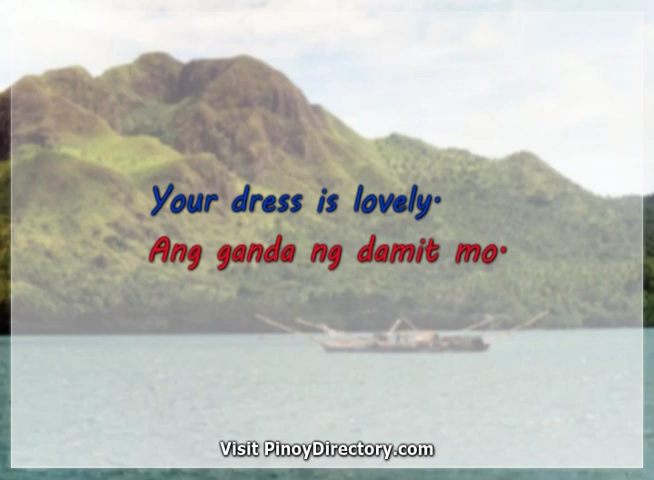 Your dress is lovely.
Ang ganda ng damit mo.
Visit PinoyDirectory.com